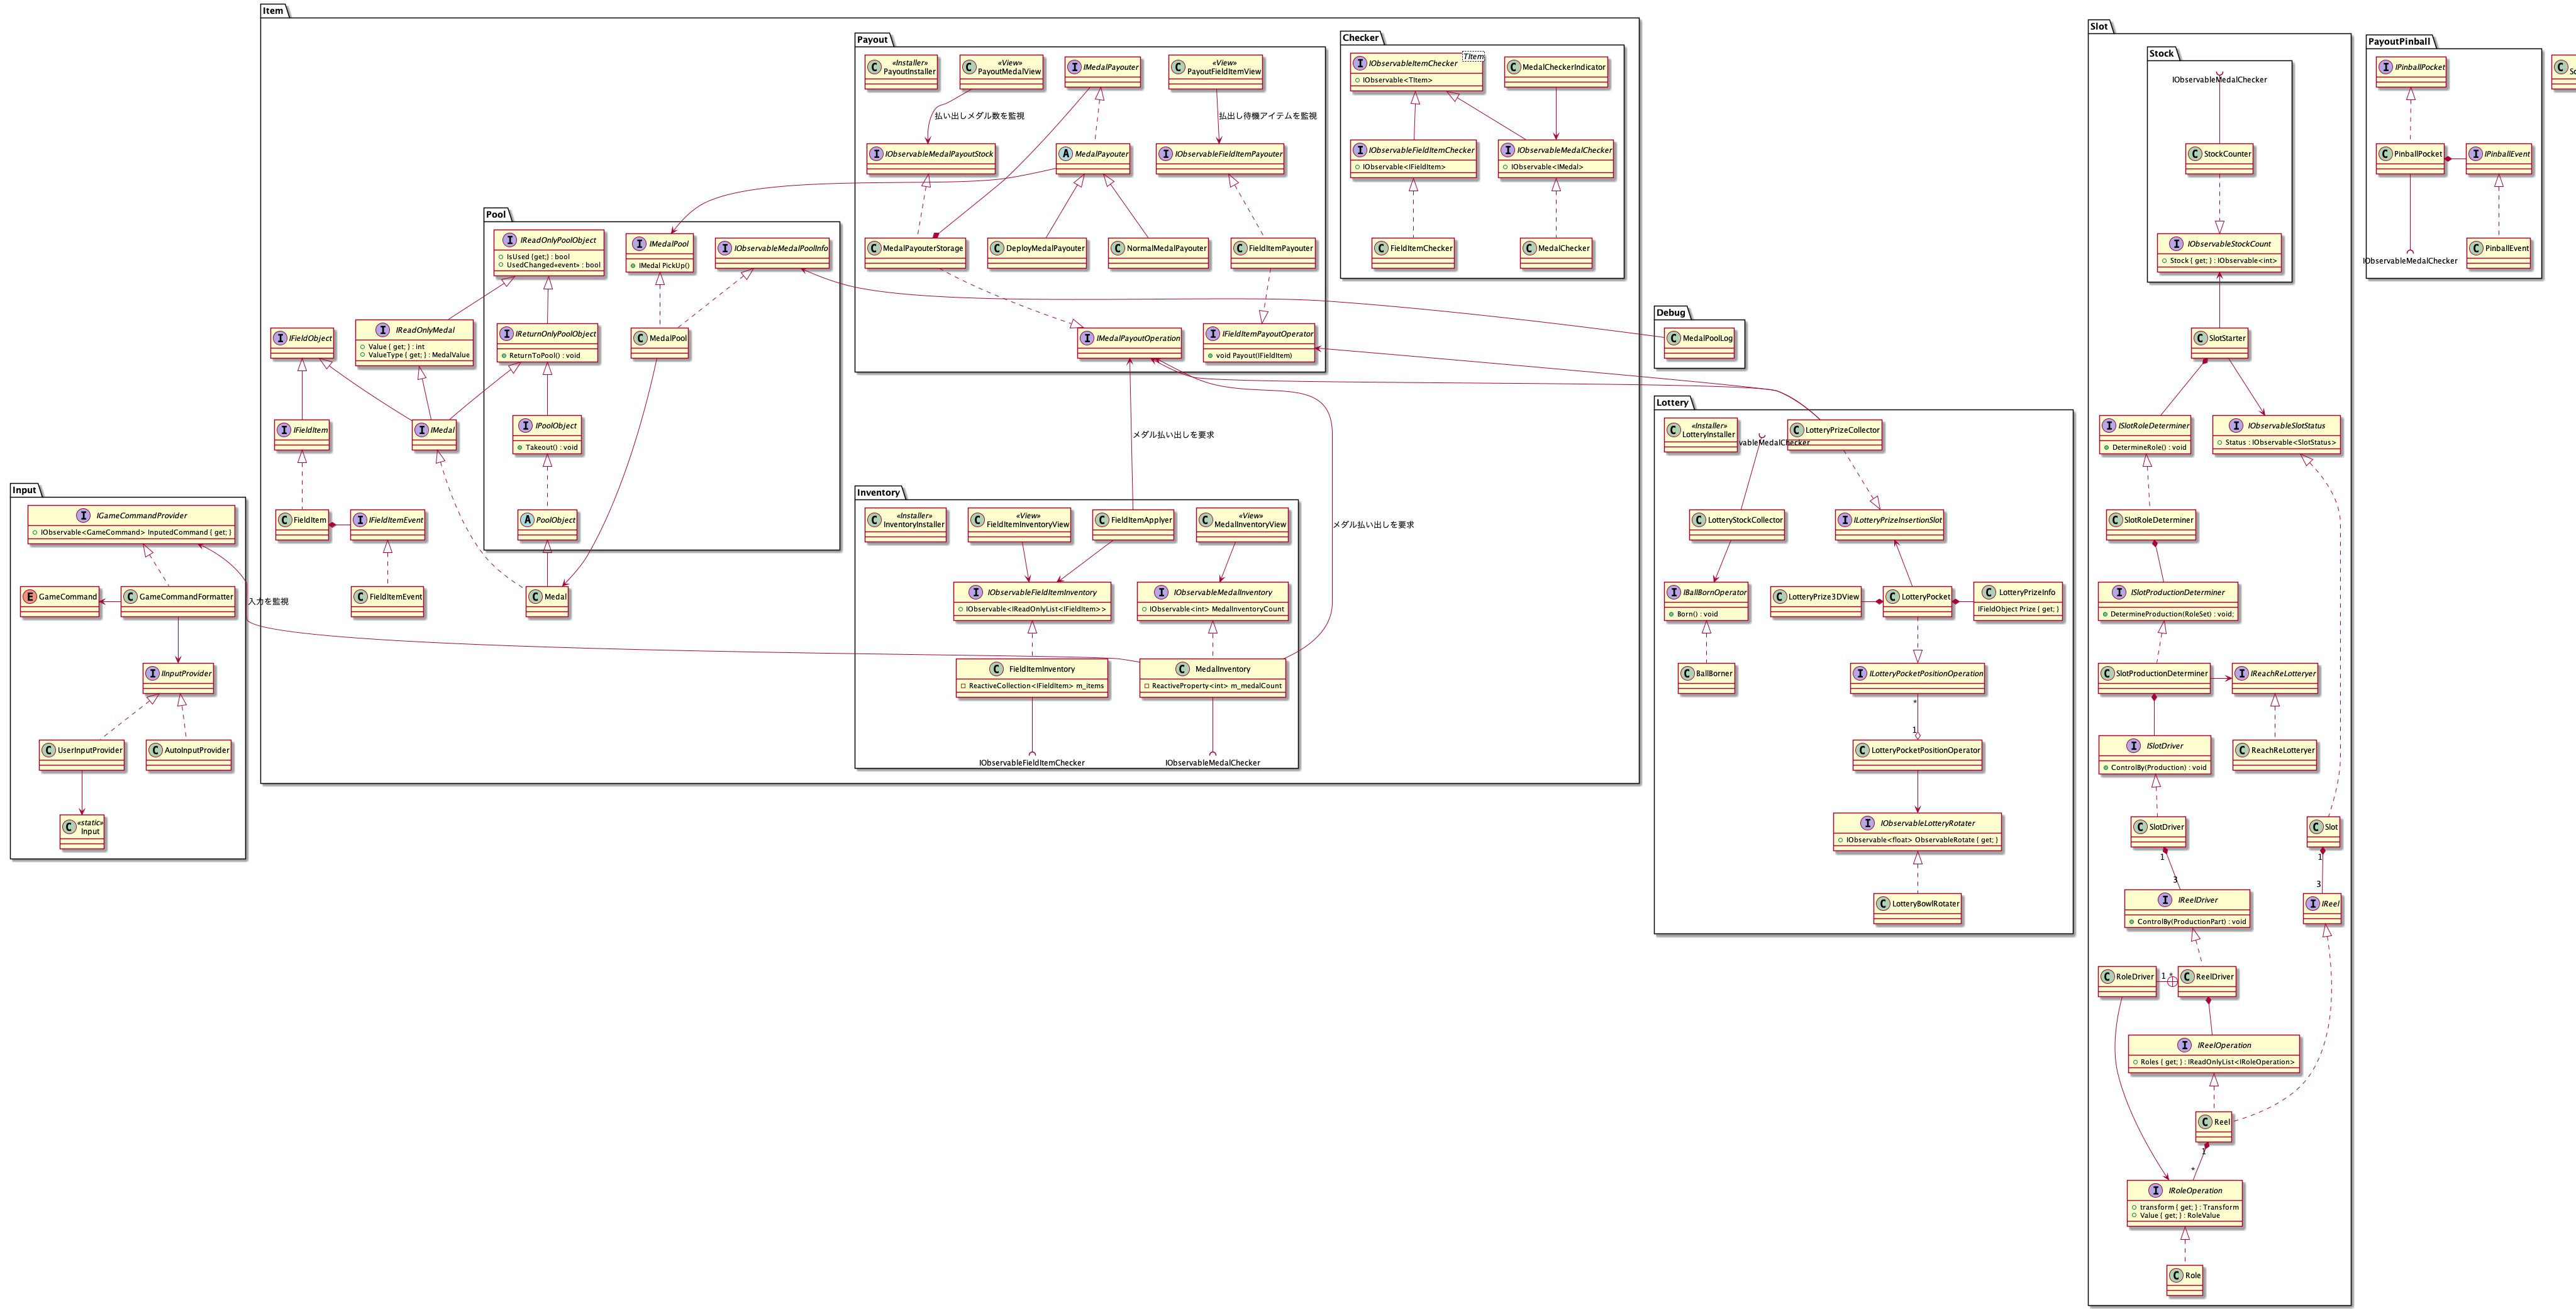 Item
Payout
«Installer»
PayoutInstaller
«View»
PayoutMedalView
IMedalPayouter
«View»
PayoutFieldItemView
払い出しメダル数を監視
払出し待機アイテムを監視
IObservableMedalPayoutStock
MedalPayouter
IObservableFieldItemPayouter
MedalPayouterStorage
DeployMedalPayouter
NormalMedalPayouter
FieldItemPayouter
IMedalPayoutOperation
IFieldItemPayoutOperator
void Payout(IFieldItem)
Checker
IObservableItemChecker
TItem
IObservable<TItem>
MedalCheckerIndicator
IObservableFieldItemChecker
IObservable<IFieldItem>
IObservableMedalChecker
IObservable<IMedal>
FieldItemChecker
MedalChecker
Pool
IReadOnlyPoolObject
IsUsed {get;} : bool
UsedChanged<<event>> : bool
IMedalPool
IMedal PickUp()
IObservableMedalPoolInfo
IReturnOnlyPoolObject
ReturnToPool() : void
MedalPool
IPoolObject
Takeout() : void
PoolObject
IFieldObject
IReadOnlyMedal
Value { get; } : int
ValueType { get; } : MedalValue
IFieldItem
IMedal
FieldItem
IFieldItemEvent
FieldItemEvent
Medal
Inventory
«Installer»
InventoryInstaller
«View»
FieldItemInventoryView
FieldItemApplyer
«View»
MedalInventoryView
メダル払い出しを要求
メダル払い出しを要求
IObservableFieldItemInventory
IObservable<IReadOnlyList<IFieldItem>>
IObservableMedalInventory
IObservable<int> MedalInventoryCount
FieldItemInventory
ReactiveCollection<IFieldItem> m_items
MedalInventory
ReactiveProperty<int> m_medalCount
IObservableFieldItemChecker
IObservableMedalChecker
Input
IGameCommandProvider
IObservable<GameCommand> InputedCommand { get; }
GameCommand
GameCommandFormatter
入力を監視
IInputProvider
UserInputProvider
AutoInputProvider
«static»
Input
Debug
MedalPoolLog
Lottery
«Installer»
LotteryInstaller
vableMedalChecker
LotteryPrizeCollector
LotteryStockCollector
ILotteryPrizeInsertionSlot
IBallBornOperator
Born() : void
LotteryPrize3DView
LotteryPocket
LotteryPrizeInfo
IFieldObject Prize { get; }
BallBorner
ILotteryPocketPositionOperation
*
1
LotteryPocketPositionOperator
IObservableLotteryRotater
IObservable<float> ObservableRotate { get; }
LotteryBowlRotater
Slot
Stock
IObservableMedalChecker
StockCounter
IObservableStockCount
Stock { get; } : IObservable<int>
SlotStarter
ISlotRoleDeterminer
DetermineRole() : void
IObservableSlotStatus
Status : IObservable<SlotStatus>
SlotRoleDeterminer
ISlotProductionDeterminer
DetermineProduction(RoleSet) : void;
SlotProductionDeterminer
IReachReLotteryer
ISlotDriver
ControlBy(Production) : void
ReachReLotteryer
SlotDriver
Slot
1
3
1
3
IReelDriver
ControlBy(ProductionPart) : void
IReel
RoleDriver
1
*
ReelDriver
IReelOperation
Roles { get; } : IReadOnlyList<IRoleOperation>
Reel
1
*
IRoleOperation
transform { get; } : Transform
Value { get; } : RoleValue
Role
PayoutPinball
IPinballPocket
PinballPocket
IPinballEvent
PinballEvent
IObservableMedalChecker